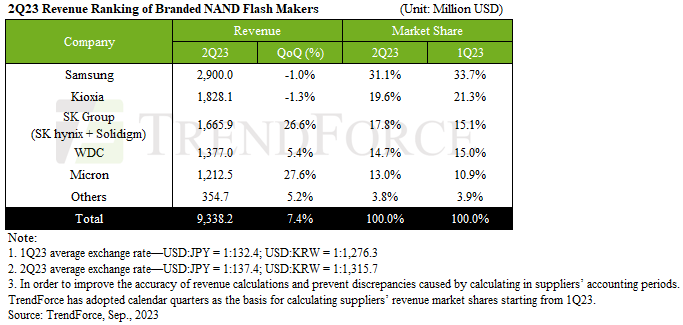 2Q23 Revenue Ranking of Branded NAND Flash Makers (Unit: Million USD)
Company Revenue Market Share
2Q23 QoQ (%) 2Q23 1Q23
Samsung 2,900.0 -1.0% 31.1% 33.7%
Kioxia 1,828.1 -1.3% 19.6% 21.3%
SK Group
(SK hynix + Solidigm) 1,665.9 26.6% 17.8% 15.1%
WDC 1,377.0 5.4% 14.7% 15.0%
Micron 1,212.5 27.6% 13.0% 10.9%
Others 354.7 5.2% 3.8% 3.9%
Total 9,338.2 7.4% 100.0% 100.0%
TRENDFORCE
Note:
1. 1Q23 average exchange rate—USD:JPY = 1:132.4; USD:KRW = 1:1,276.3
2. 2Q23 average exchange rate—USD:JPY = 1:137.4; USD:KRW = 1:1,315.7
3. In order to improve the accuracy of revenue calculations and prevent discrepancies caused by calculating in suppliers' accounting periods.
TrendForce has adopted calendar quarters as the basis for calculating suppliers' revenue market shares starting from 1Q23.
Source: TrendForce, Sep., 2023